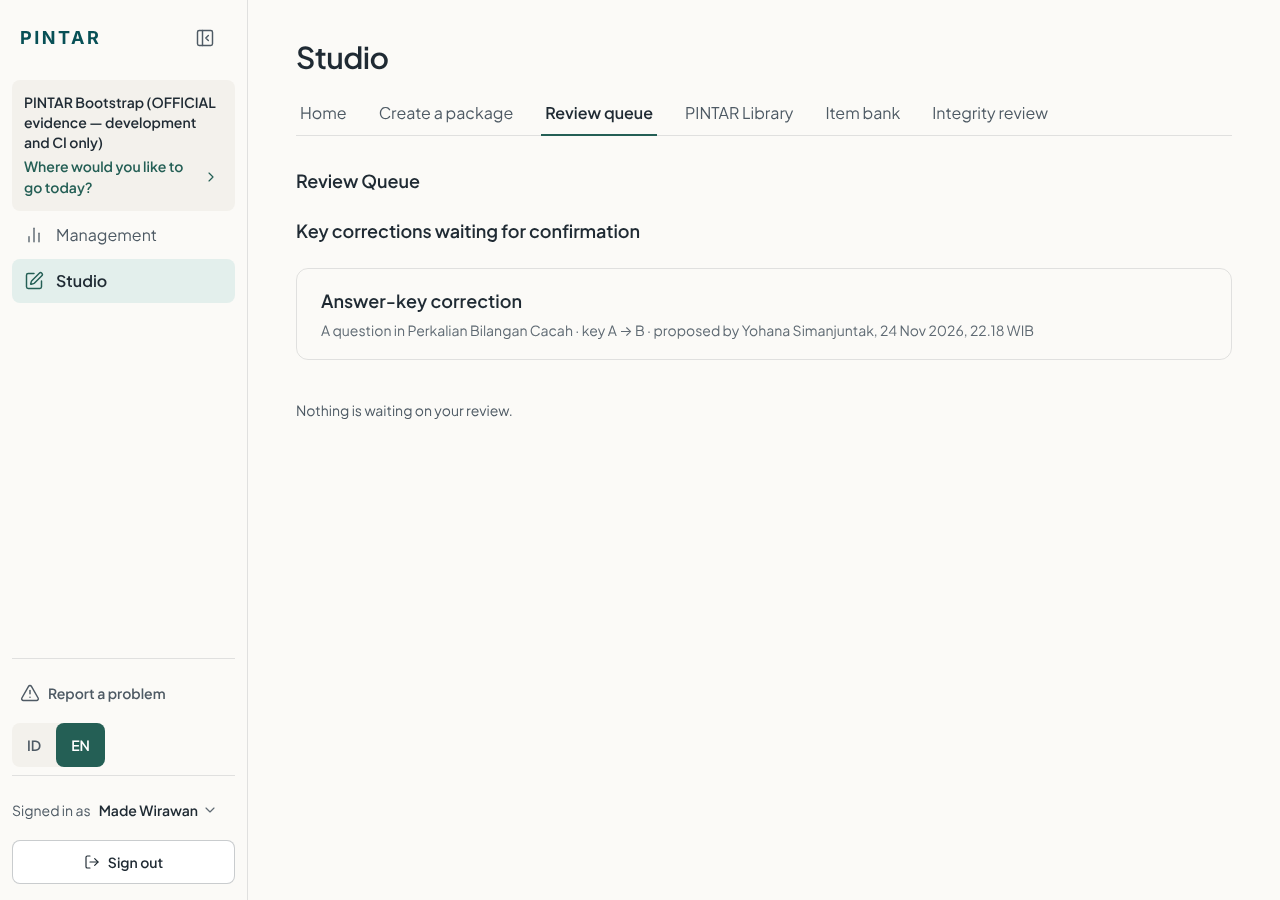 PINTAR
PINTAR Bootstrap (OFFICIAL
evidence — development
and CI only)
Where would you like to
go today?
Management
Studio
Report a problem
ID
EN
Signed in as Made Wirawan
Sign out
Studio
Home
Create a package
Review queue
PINTAR Library
Item bank
Integrity review
Review Queue
Key corrections waiting for confirmation
Answer-key correction
A question in Perkalian Bilangan Cacah · key A → B · proposed by Yohana Simanjuntak, 24 Nov 2026, 22.18 WIB
Nothing is waiting on your review.